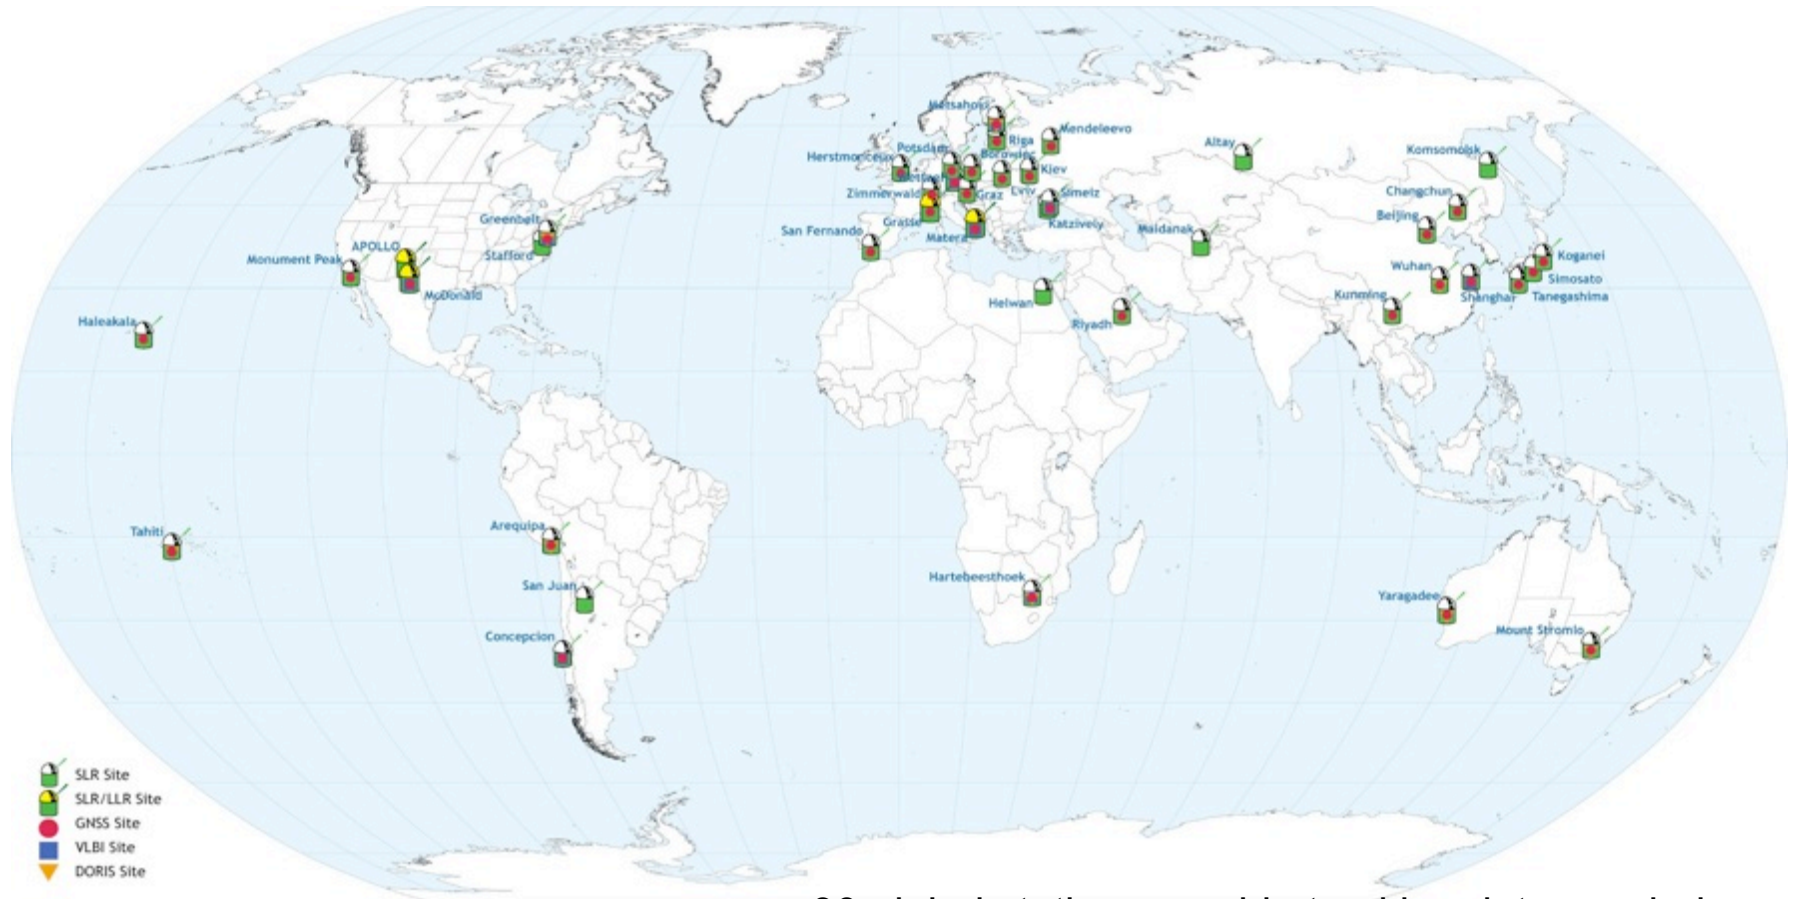 Metsahovi
Riga
Mendeleevo
Altay
Komsomolsk
Potsdam
Borowiec
Herstmonceux
Kiev
Changchun
Zimmerwald
Graz
Lviv
Simeiz
Beijing
Greenbelt
Grasse
Katzively
San Fernando
Matera
Maidanak
APOLLO
Stafford
Koganei
Monument Peak
Wuhan
Simosato
McDonald
Helwan
Kunming
Shanghai
Tanegashima
Haleakala
Riyadh
Tahiti
Arequipa
San Juan
Hartebeesthoek
Yaragadee
Concepcion
Mount Stromlo
SLR Site
SLR/LLR Site
GNSS Site
VLBI Site
DORIS Site